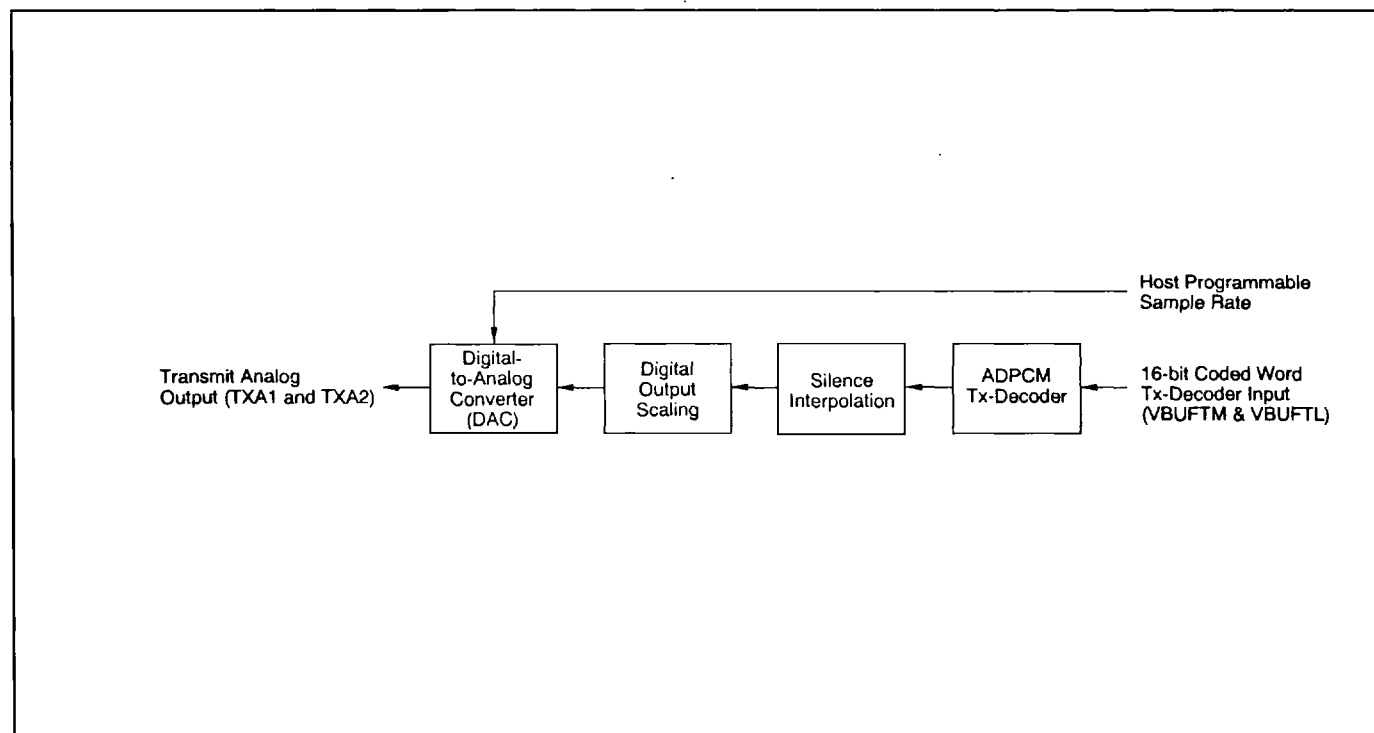 Host Programmable
Sample Rate
Transmit Analog
Output (TXA1 and TXA2)
Digital-
to-Analog
Converter
(DAC)
Digital
Output
Scaling
Silence
Interpolation
ADPCM
Tx-Decoder
16-bit Coded Word
Tx-Decoder Input
(VBUFTM & VBUFTL)